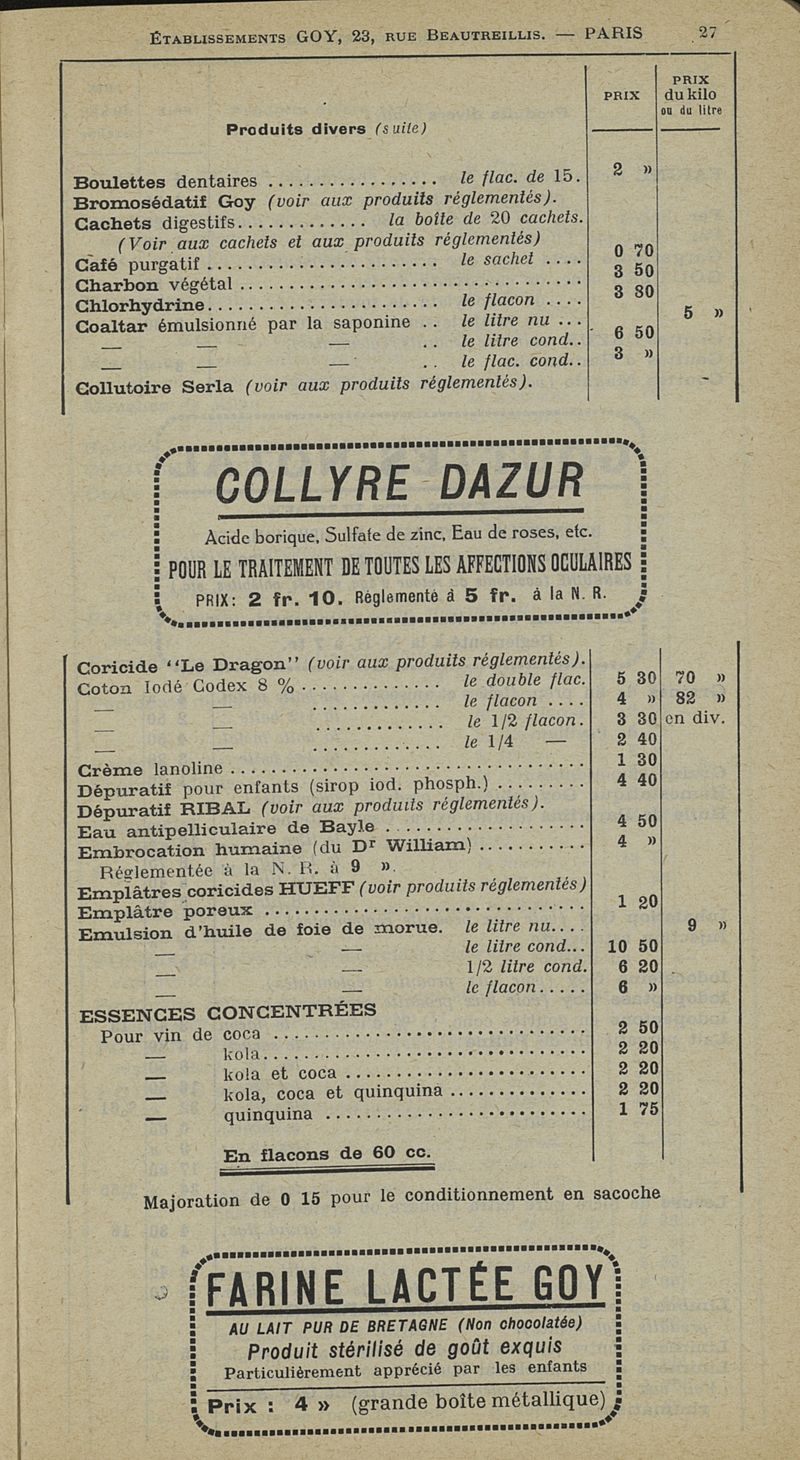 ÉTABLISSEMENTS GOY, 23, RUE BEAUTREILLIS. — PARIS 27
Produits divers (suite) PRIX PRIX du kilo ou du litre
Boulettes dentaires ................. le flac. de 15. 2 »
Bromosédatif Goy (voir aux produits réglementés).
Cachets digestifs............. la boîte de 20 cachets.
(Voir aux cachets et aux produits réglementés)
Café purgatif ....................... le sachet .... 0 70
Charbon végétal .................................. 3 50
Chlorhydrine....................... le flacon .... 3 80
Coaltar émulsionné par la saponine .. le litre nu ... 5 »
— — — .. le litre cond.. 6 50
— — — .. le flac. cond.. 3 »
Collutoire Serla (voir aux produits réglementés).
COLLYRE DAZUR
Acide borique, Sulfate de zinc, Eau de roses, etc.
POUR LE TRAITEMENT DE TOUTES LES AFFECTIONS OCULAIRES
PRIX: 2 fr. 10. Réglementé à 5 fr. à la N. R.
Coricide "Le Dragon" (voir aux produits réglementés).
Coton Iodé Codex 8 % .............. le double flac. 5 30 70 »
— — ............. le flacon .... 4 » 82 »
— — ............. le 1/2 flacon. 3 30 en div.
— — ............. le 1/4 — 2 40
Crème lanoline ................................... 1 30
Dépuratif pour enfants (sirop iod. phosph.) ......... 4 40
Dépuratif RIBAL (voir aux produits réglementés).
Eau antipelliculaire de Bayle .................... 4 50
Embrocation humaine (du Dr William) ........... 4 »
Réglementée à la N. R. à 9 ».
Emplâtres coricides HUEFF (voir produits réglementés)
Emplâtre poreux ................................ 1 20
Emulsion d'huile de foie de morue. le litre nu.... 9 »
— — le litre cond... 10 50
— — 1/2 litre cond. 6 20
— — le flacon..... 6 »
ESSENCES CONCENTRÉES
Pour vin de coca ............................... 2 50
— kola................................ 2 20
— kola et coca ........................ 2 20
— kola, coca et quinquina .............. 2 20
— quinquina .......................... 1 75
En flacons de 60 cc.
Majoration de 0 15 pour le conditionnement en sacoche
FARINE LACTÉE GOY
AU LAIT PUR DE BRETAGNE (Non chocolatée)
Produit stérilisé de goût exquis
Particulièrement apprécié par les enfants
Prix : 4 » (grande boîte métallique)